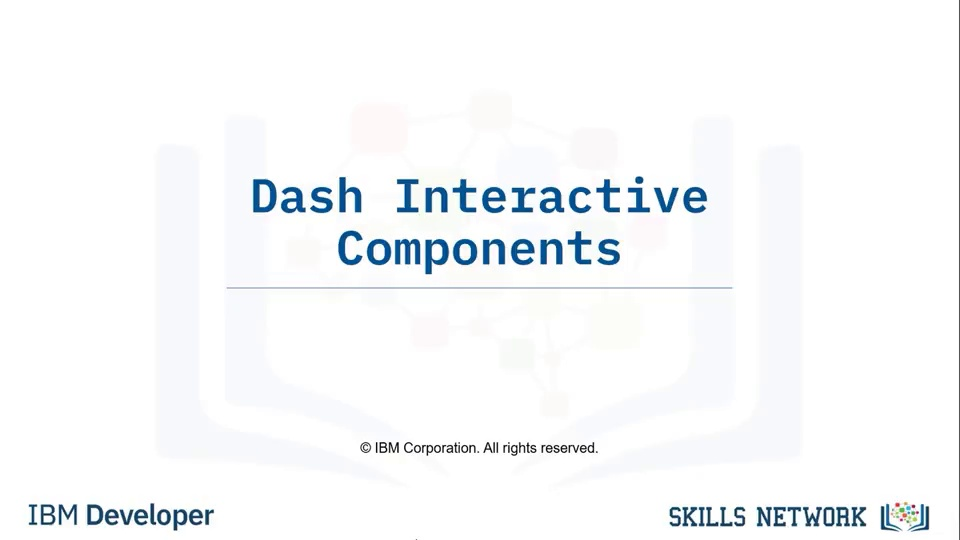 Dash Interactive
Components
© IBM Corporation. All rights reserved.
IBM Developer
SKILLS NETWORK